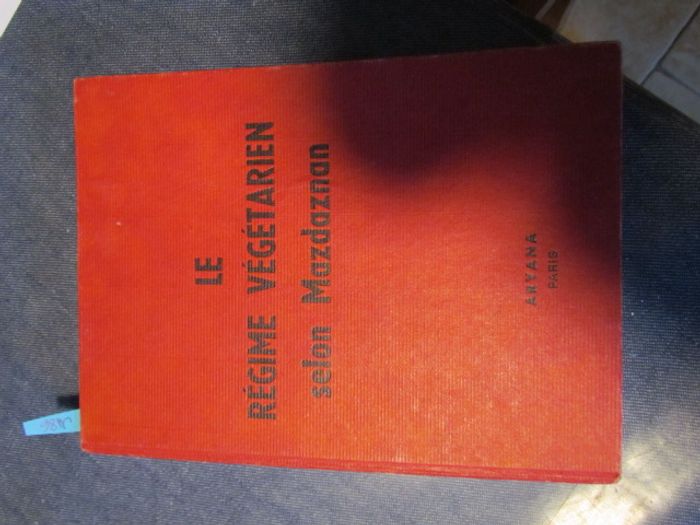 LE
RÉGIME VÉGÉTARIEN
selon Mazdaznan
ARYANA
PARIS